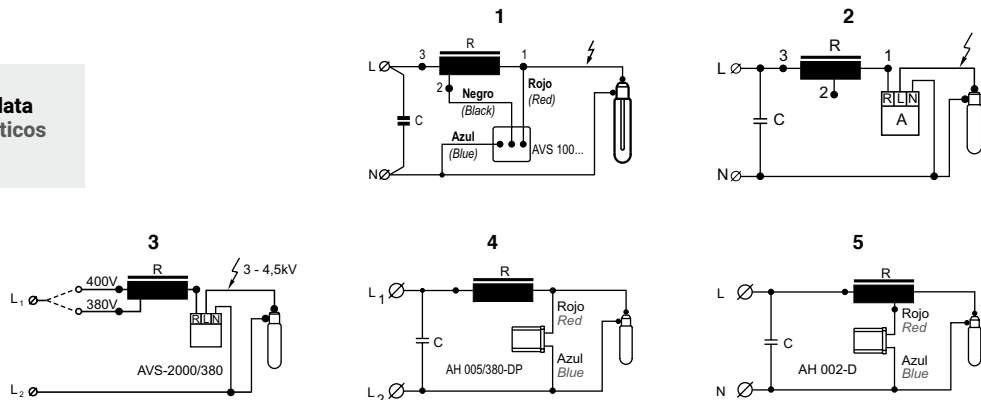 lata
ticos
1
L
3
R
1
2
Negro
(Black)
Rojo
(Red)
C
Azul
(Blue)
AVS 100...
N
2
L
3
R
1
2
R L N
A
C
N
3
400V
R
3 - 4,5kV
L1
380V
R L N
AVS-2000/380
L2
4
R
L1
Rojo
Red
C
AH 005/380-DP
Azul
Blue
L2
5
R
L
Rojo
Red
C
AH 002-D
Azul
Blue
N